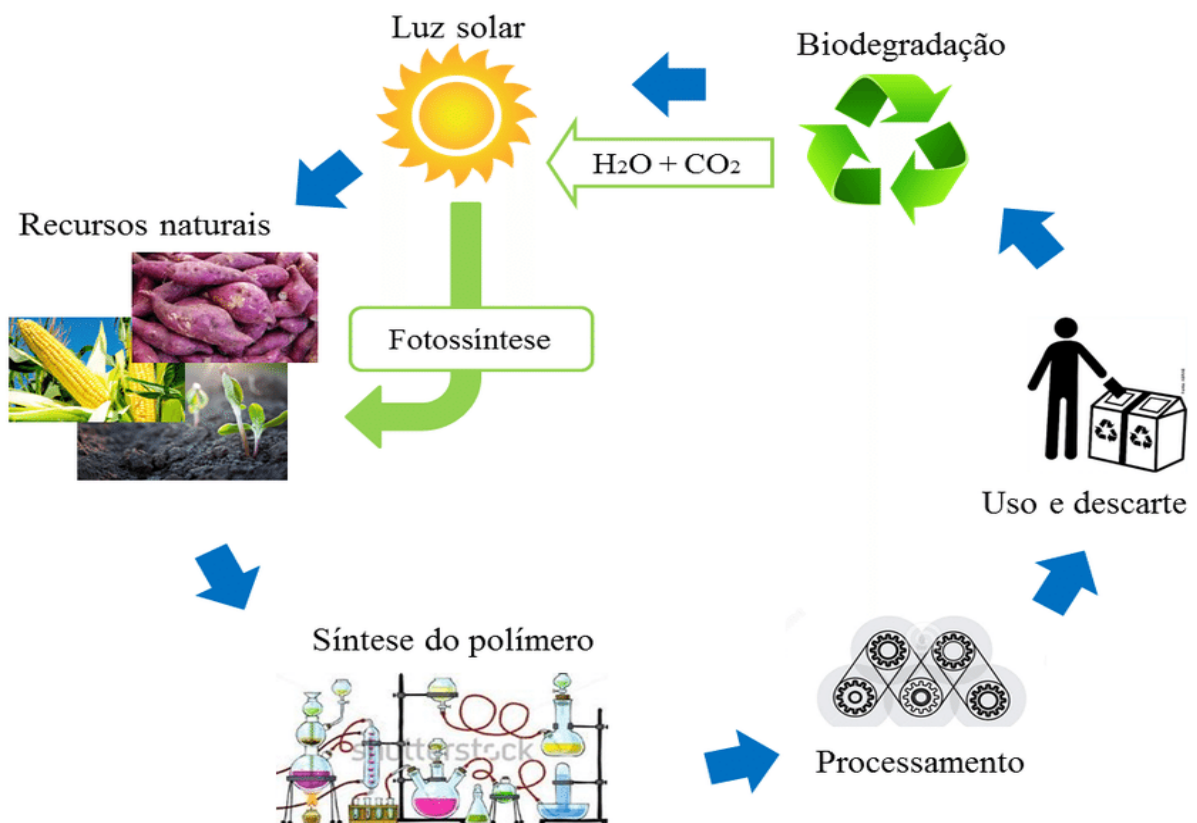 Luz solar
Biodegradação
H₂O + CO₂
Recursos naturais
Fotossíntese
Uso e descarte
Síntese do polímero
shutterstock
Processamento